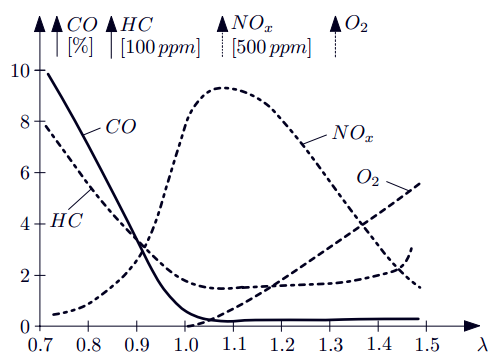 CO HC NOx O2
[%] [100 ppm] [500 ppm]
10
CO
8
NOx
6
O2
HC
4
2
0
0.7 0.8 0.9 1.0 1.1 1.2 1.3 1.4 1.5 λ